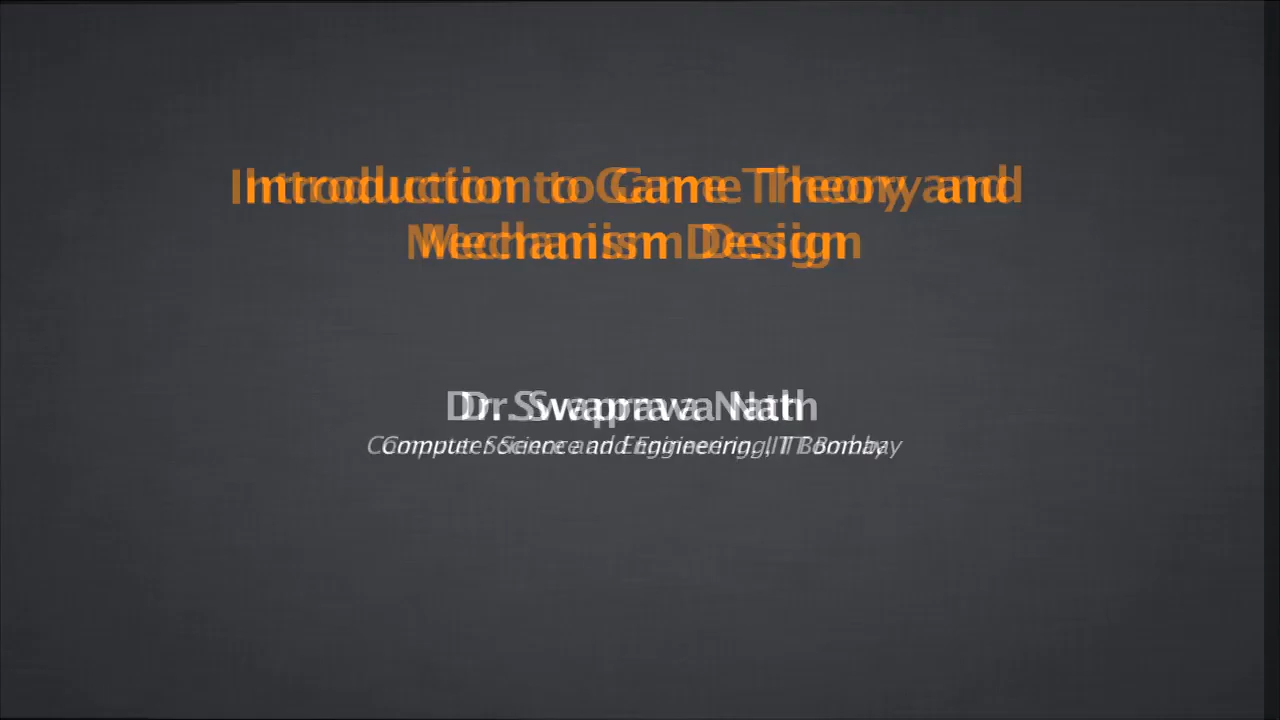 Introduction to Game Theory and
Mechanism Design
Dr. Swaprava Nath
Computer Science and Engineering, IIT Bombay